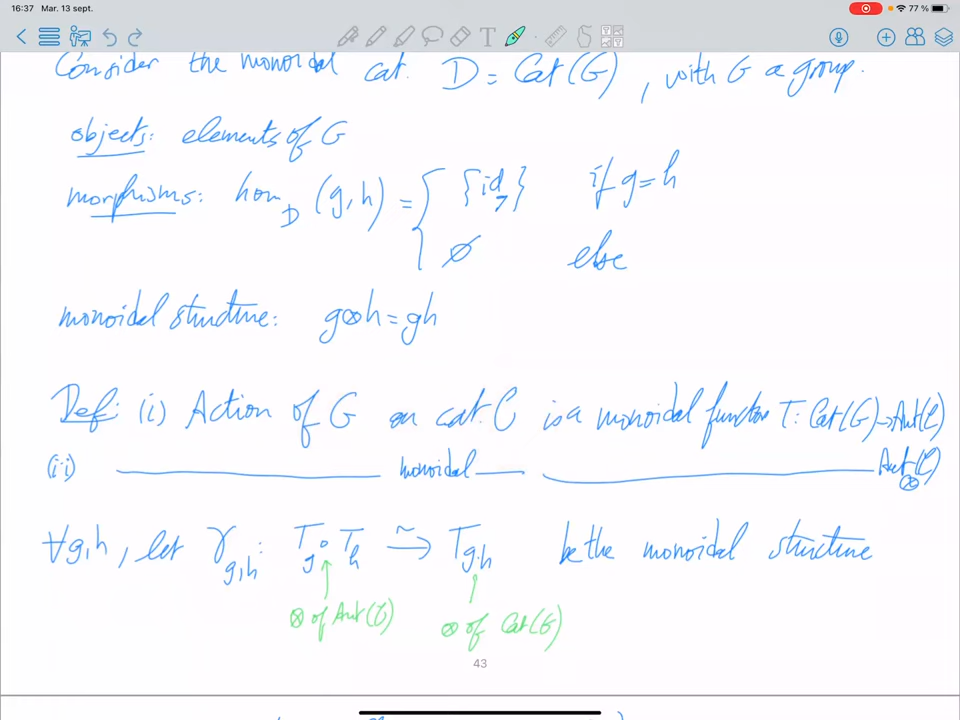 16:37 Mar. 13 sept. 77 %
Consider the monoidal cat. D = Cat(G), with G a group.
objects: elements of G
morphisms: hom_D (g,h) = { {id_g} if g=h
∅ else
monoidal structure: g⊗h = gh
Def: (i) Action of G on cat. C is a monoidal functor T: Cat(G)→Aut(C)
(ii) ———— monoidal ———— Aut_⊗(C)
∀g,h, let γ_{g,h}: T_g ∘ T_h ⥲ T_{g·h} be the monoidal structure
⊗ of Aut(C) ⊗ of Cat(G)
43